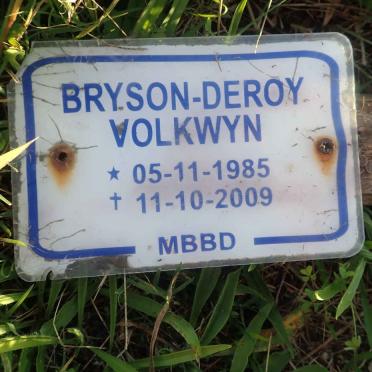 BRYSON-DEROY
VOLKWYN
★ 05-11-1985
† 11-10-2009
MBBD